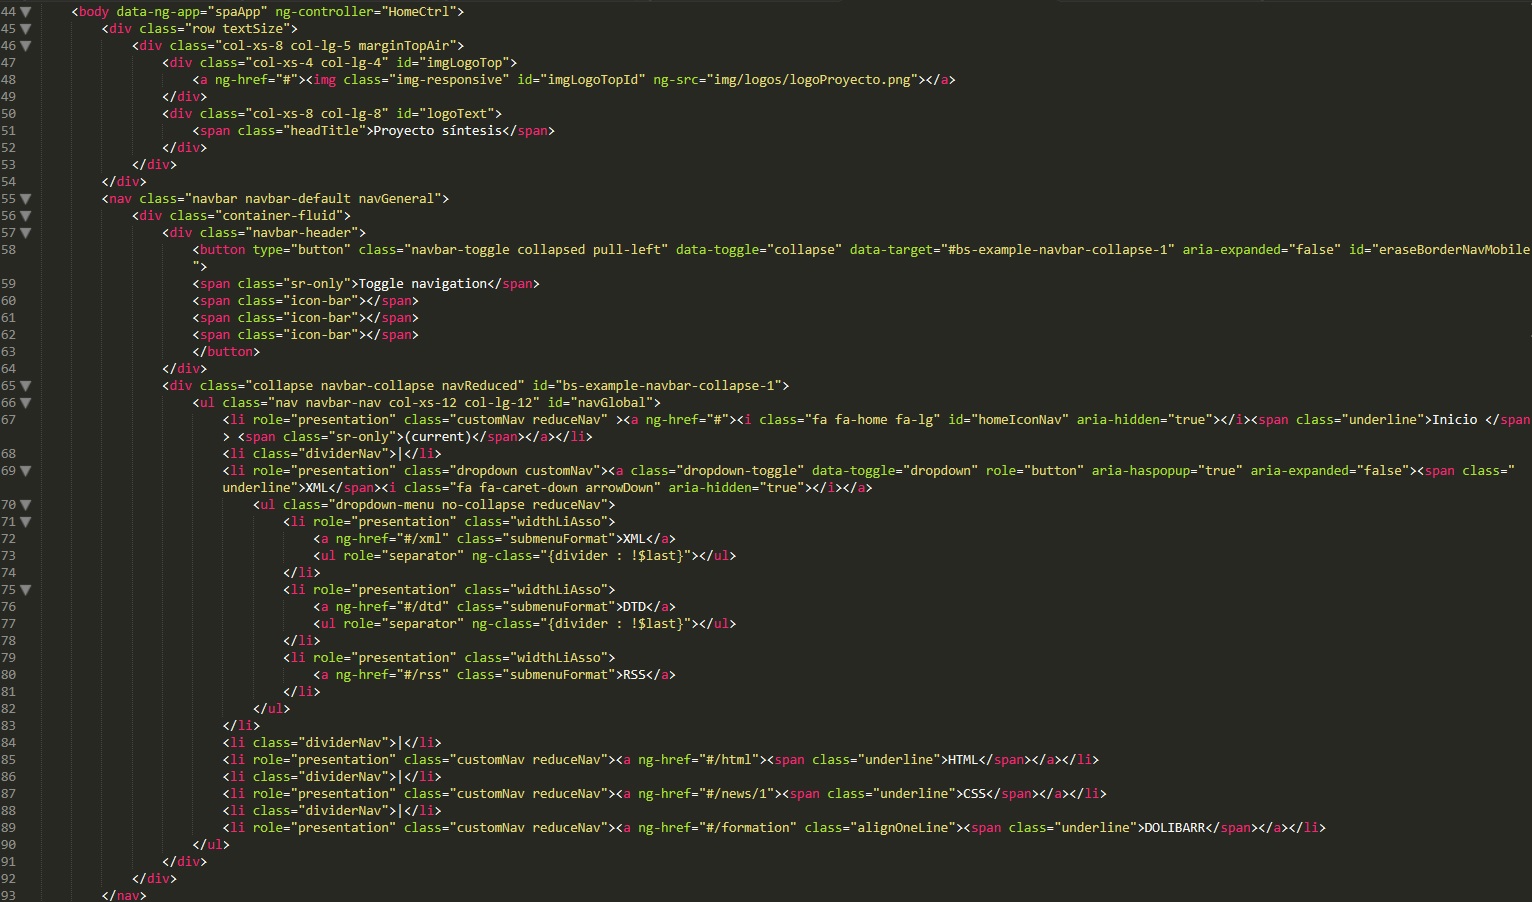 44 <body data-ng-app="spaApp" ng-controller="HomeCtrl">
45 <div class="row textSize">
46 <div class="col-xs-8 col-lg-5 marginTopAir">
47 <div class="col-xs-4 col-lg-4" id="imgLogoTop">
48 <a ng-href="#"><img class="img-responsive" id="imgLogoTopId" ng-src="img/logos/logoProyecto.png"></a>
49 </div>
50 <div class="col-xs-8 col-lg-8" id="logoText">
51 <span class="headTitle">Proyecto síntesis</span>
52 </div>
53 </div>
54 </div>
55 <nav class="navbar navbar-default navGeneral">
56 <div class="container-fluid">
57 <div class="navbar-header">
58 <button type="button" class="navbar-toggle collapsed pull-left" data-toggle="collapse" data-target="#bs-example-navbar-collapse-1" aria-expanded="false" id="eraseBorderNavMobile
">
59 <span class="sr-only">Toggle navigation</span>
60 <span class="icon-bar"></span>
61 <span class="icon-bar"></span>
62 <span class="icon-bar"></span>
63 </button>
64 </div>
65 <div class="collapse navbar-collapse navReduced" id="bs-example-navbar-collapse-1">
66 <ul class="nav navbar-nav col-xs-12 col-lg-12" id="navGlobal">
67 <li role="presentation" class="customNav reduceNav" ><a ng-href="#"><i class="fa fa-home fa-lg" id="homeIconNav" aria-hidden="true"></i><span class="underline">Inicio </span
> <span class="sr-only">(current)</span></a></li>
68 <li class="dividerNav">|</li>
69 <li role="presentation" class="dropdown customNav"><a class="dropdown-toggle" data-toggle="dropdown" role="button" aria-haspopup="true" aria-expanded="false"><span class="
underline">XML</span><i class="fa fa-caret-down arrowDown" aria-hidden="true"></i></a>
70 <ul class="dropdown-menu no-collapse reduceNav">
71 <li role="presentation" class="widthLiAsso">
72 <a ng-href="#/xml" class="submenuFormat">XML</a>
73 <ul role="separator" ng-class="{divider : !$last}"></ul>
74 </li>
75 <li role="presentation" class="widthLiAsso">
76 <a ng-href="#/dtd" class="submenuFormat">DTD</a>
77 <ul role="separator" ng-class="{divider : !$last}"></ul>
78 </li>
79 <li role="presentation" class="widthLiAsso">
80 <a ng-href="#/rss" class="submenuFormat">RSS</a>
81 </li>
82 </ul>
83 </li>
84 <li class="dividerNav">|</li>
85 <li role="presentation" class="customNav reduceNav"><a ng-href="#/html"><span class="underline">HTML</span></a></li>
86 <li class="dividerNav">|</li>
87 <li role="presentation" class="customNav reduceNav"><a ng-href="#/news/1"><span class="underline">CSS</span></a></li>
88 <li class="dividerNav">|</li>
89 <li role="presentation" class="customNav reduceNav"><a ng-href="#/formation" class="alignOneLine"><span class="underline">DOLIBARR</span></a></li>
90 </ul>
91 </div>
92 </div>
93 </nav>